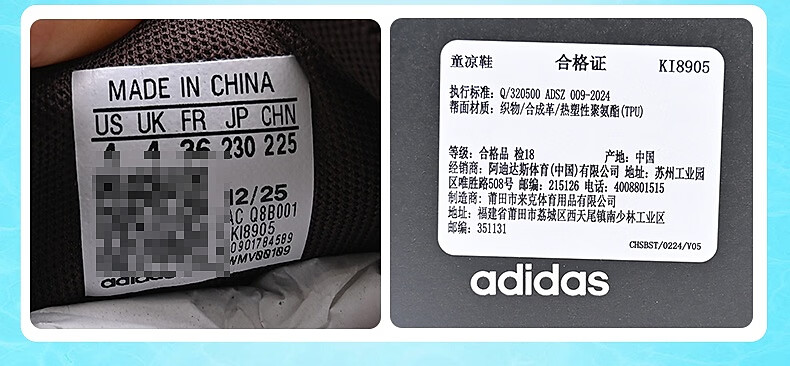 MADE IN CHINA
US UK FR JP CHN
4 4 36 230 225
12/25
AC Q8B001
KI8905
0901784589
WMV00109
adidas
童凉鞋 合格证 KI8905
执行标准: Q/320500 ADSZ 009-2024
帮面材质: 织物/合成革/热塑性聚氨酯(TPU)
等级: 合格品 检18 产地: 中国
经销商: 阿迪达斯体育(中国)有限公司 地址: 苏州工业园
区唯胜路508号 邮编: 215126 电话: 4008801515
制造商: 莆田市来克体育用品有限公司
地址: 福建省莆田市荔城区西天尾镇南少林工业区
邮编: 351131
CHSBST/0224/Y05
adidas